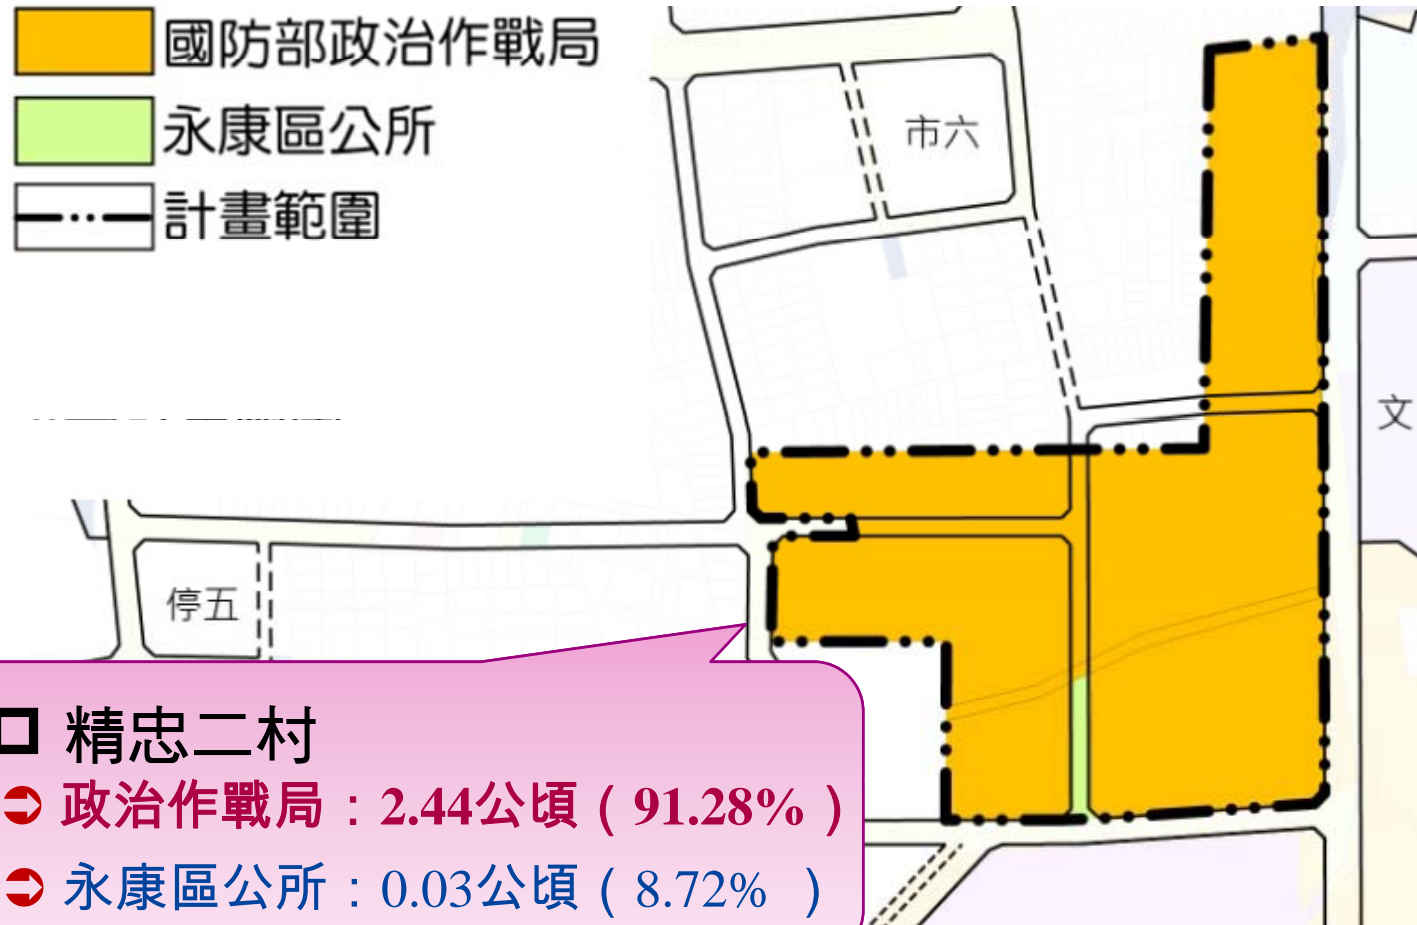 國防部政治作戰局
永康區公所
計畫範圍
市六
文
停五
精忠二村
政治作戰局：2.44公頃（91.28%）
永康區公所：0.03公頃（8.72% ）